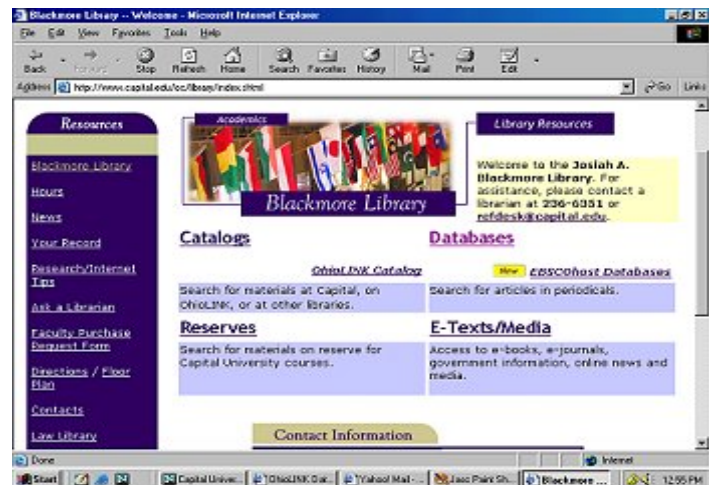 Blackmore Library -- Welcome - Microsoft Internet Explorer
File Edit View Favorites Tools Help
Back Forward Stop Refresh Home Search Favorites History Mail Print Edit
Address http://www.capital.edu/cc/library/index.shtml Go Links
Resources
Blackmore Library
Hours
News
Your Record
Research/Internet
Tips
Ask a Librarian
Faculty Purchase
Request Form
Directions / Floor
Plan
Contacts
Law Library
Academics
Blackmore Library
Library Resources
Welcome to the Josiah A.
Blackmore Library. For
assistance, please contact a
librarian at 236-6351 or
refdesk@capital.edu.
Catalogs
OhioLINK Catalog
Search for materials at Capital, on
OhioLINK, or at other libraries.
Databases
New EBSCOhost Databases
Search for articles in periodicals.
Reserves
Search for materials on reserve for
Capital University courses.
E-Texts/Media
Access to e-books, e-journals,
government information, online news and
media.
Contact Information
Done Internet
Start Capital Univer... OhioLINK Dat... Yahoo! Mail - ... Jasc Paint Sh... Blackmore ... 12:55 PM